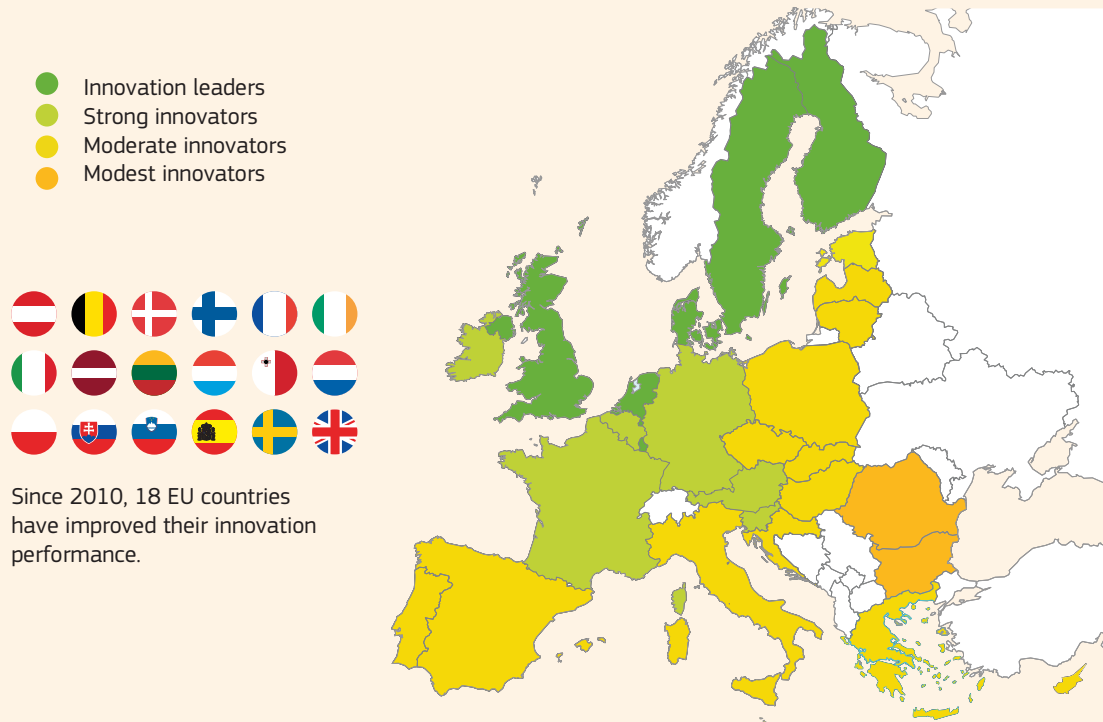 Innovation leaders
Strong innovators
Moderate innovators
Modest innovators
Since 2010, 18 EU countries
have improved their innovation
performance.